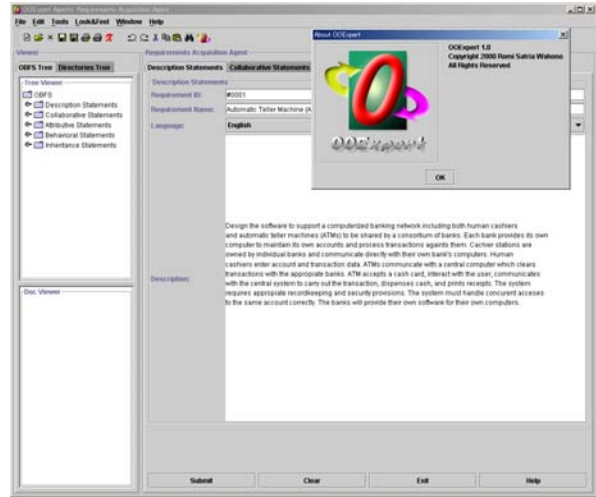 OOExpert Agents: Requirements Acquisition Agent
File Edit Tools Look&Feel Window Help
Viewer
OBFS Tree Directories Tree
Tree Viewer
OBFS
Description Statements
Collaborative Statements
Attributive Statements
Behavioral Statements
Inheritance Statements
Doc Viewer
Requirements Acquisition Agent
Description Statements Collaborative Statements
Description Statements
Requirement ID: #0001
Requirement Name: Automatic Teller Machine (A
Language: English
Description:
Design the software to support a computerized banking network including both human cashiers
and automatic teller machines (ATMs) to be shared by a consortium of banks. Each bank provides its own
computer to maintain its own accounts and process transactions againts them. Cachier stations are
owned by individual banks and communicate directly with their own bank's computers. Human
cashiers enter account and transaction data. ATMs communicate with a central computer which clears
transactions with the appropiate banks. ATM accepts a cash card, interact with the user, communicates
with the central system to carry out the transaction, dispenses cash, and prints receipts. The system
requires appropiate recordkeeping and security provisions. The system must handle concurent acceses
to the same account correctly. The banks will provide their own software for their own computers.
Submit Clear Exit Help
About OOExpert
OOExpert
OOExpert 1.0
Copyright 2000 Romi Satria Wahono
All Rights Reserved
OK